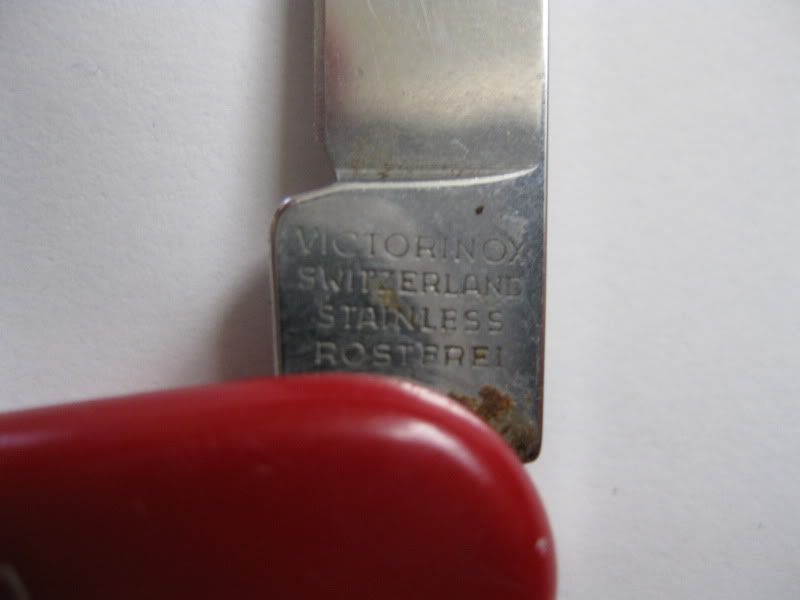 VICTORINOX
SWITZERLAND
STAINLESS
ROSTFREI